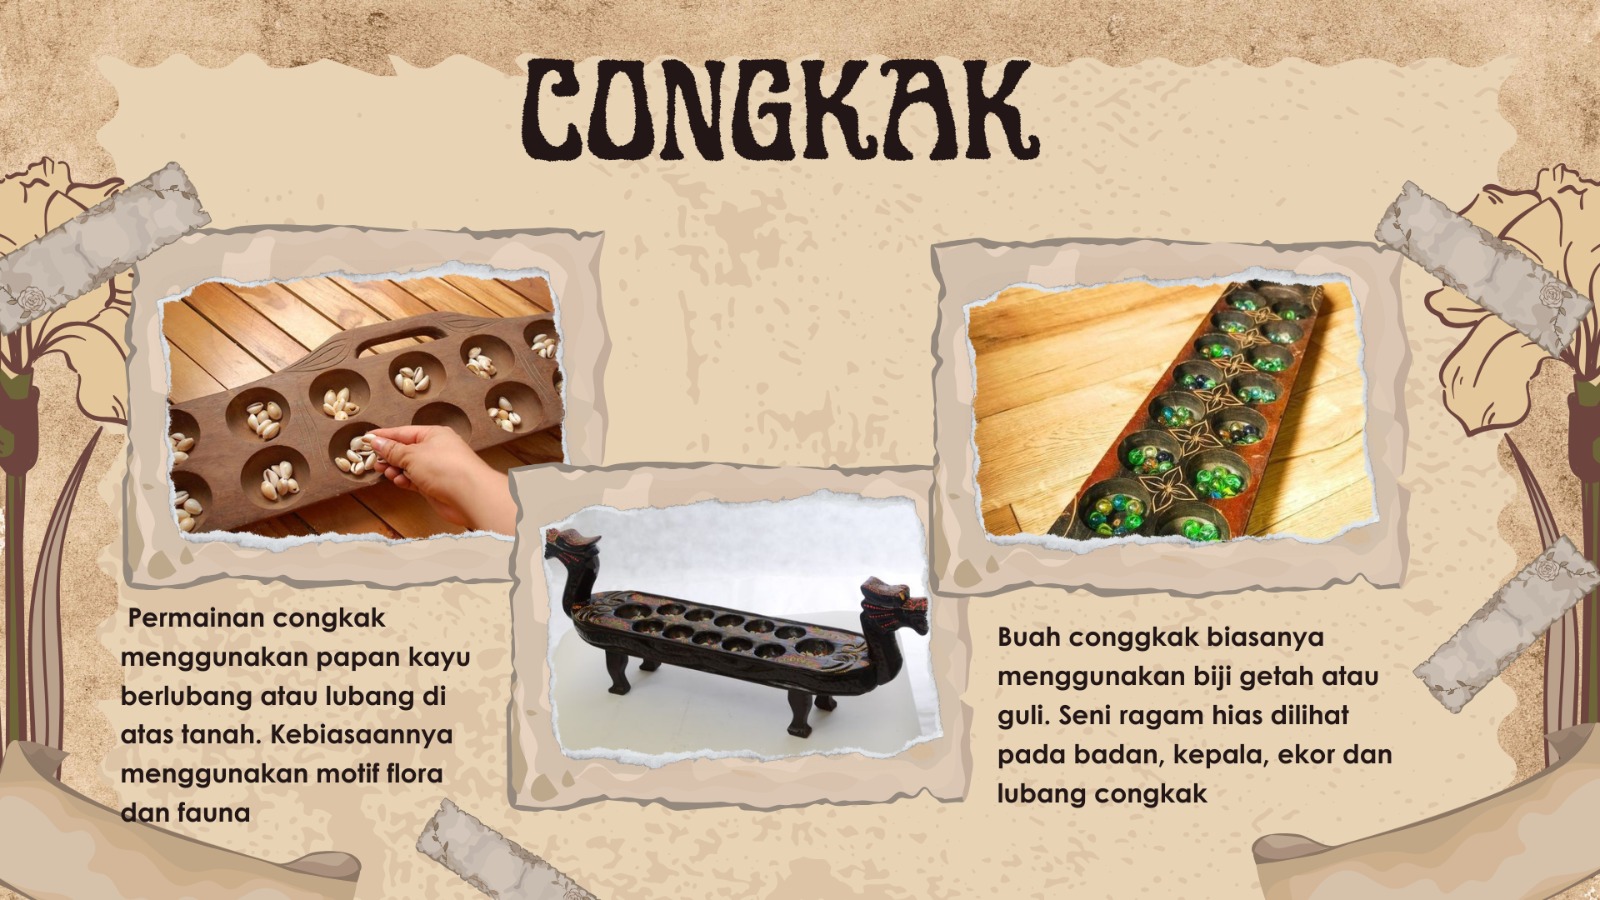 CONGKAK
Permainan congkak
menggunakan papan kayu
berlubang atau lubang di
atas tanah. Kebiasaannya
menggunakan motif flora
dan fauna
Buah conggkak biasanya
menggunakan biji getah atau
guli. Seni ragam hias dilihat
pada badan, kepala, ekor dan
lubang congkak